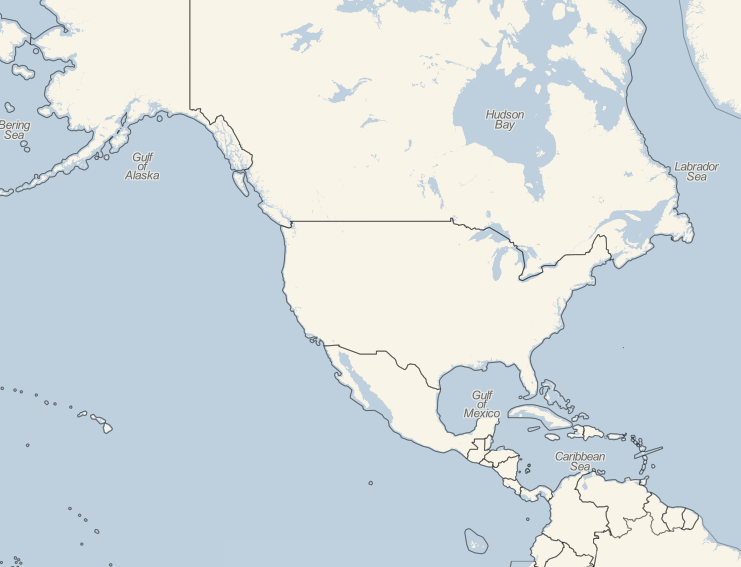 Hudson
Bay
Bering
Sea
Gulf
of
Alaska
Labrador
Sea
Gulf
of
Mexico
Caribbean
Sea